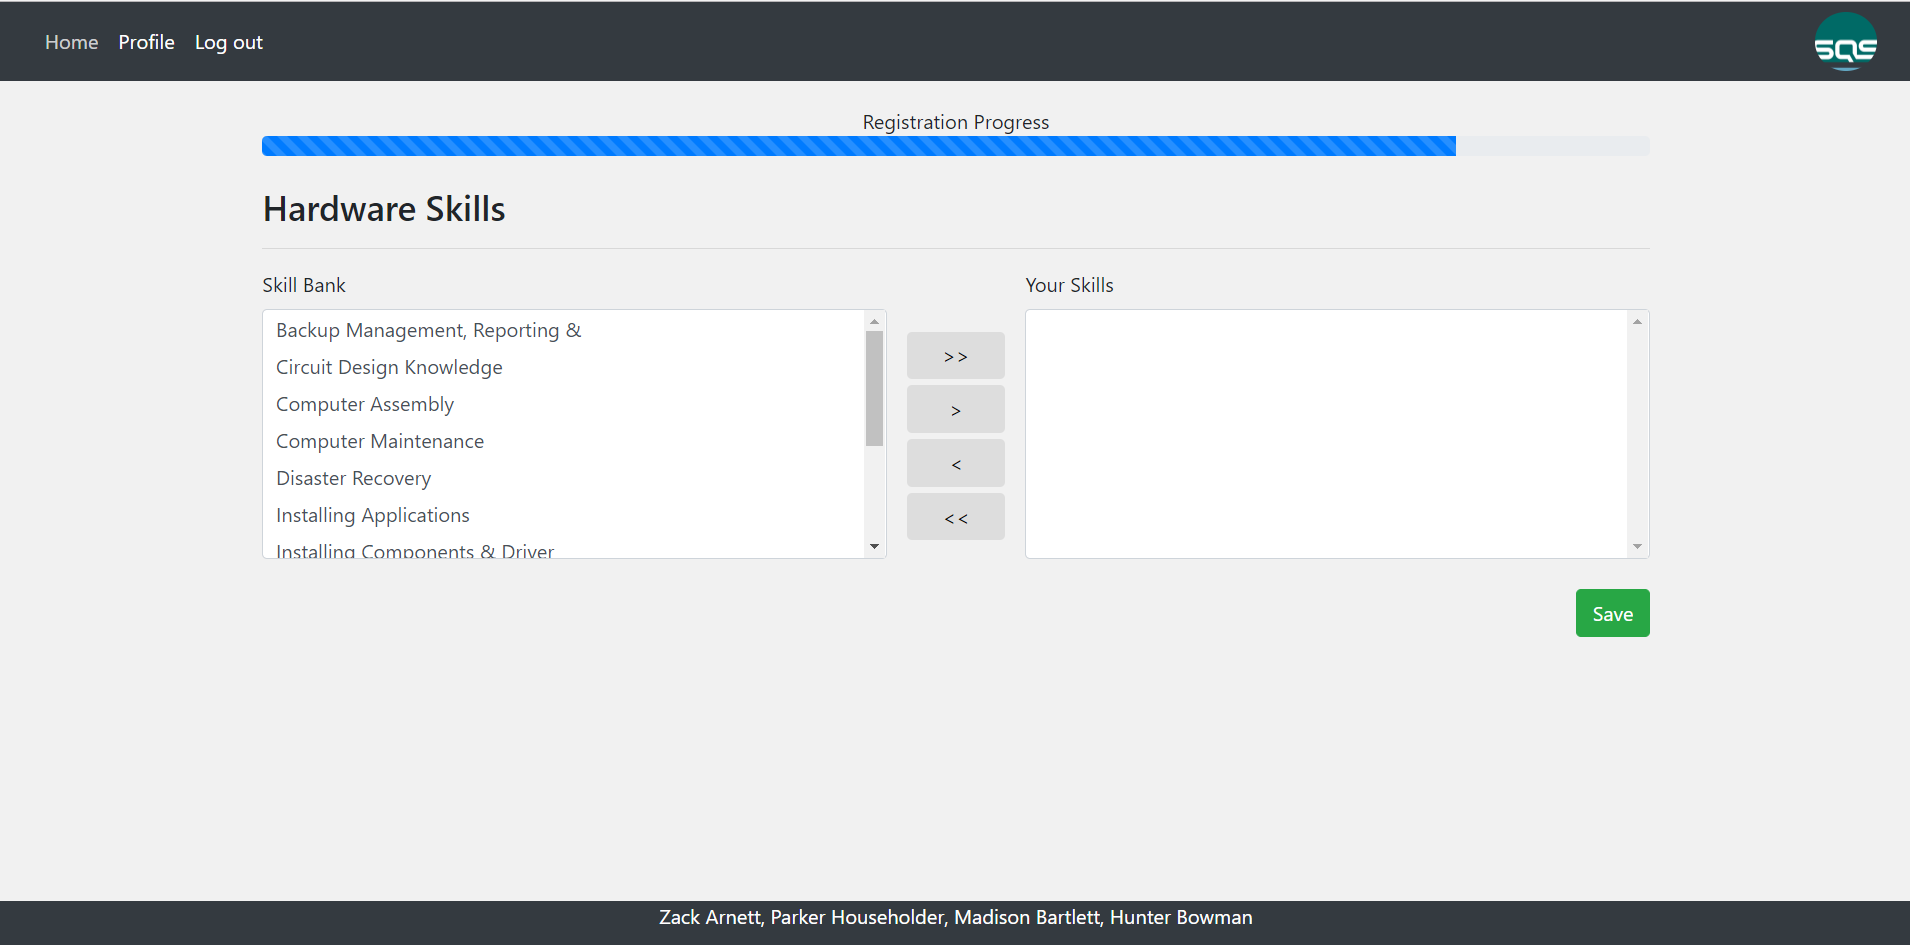 Home Profile Log out
SQS
Registration Progress
Hardware Skills
Skill Bank
Your Skills
Backup Management, Reporting &
Circuit Design Knowledge
Computer Assembly
Computer Maintenance
Disaster Recovery
Installing Applications
Installing Components & Driver
>>
>
<
<<
Save
Zack Arnett, Parker Householder, Madison Bartlett, Hunter Bowman